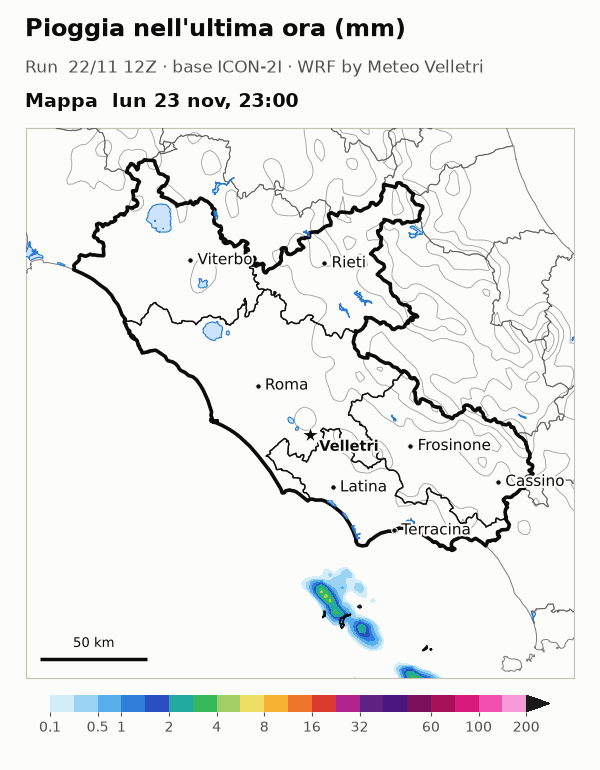 Pioggia nell'ultima ora (mm)
Run  22/11 12Z · base ICON-2I · WRF by Meteo Velletri
Mappa  lun 23 nov, 23:00
Viterbo
Rieti
Roma
Velletri
Frosinone
Latina
Cassino
Terracina
50 km
0.1 0.5 1 2 4 8 16 32 60 100 200